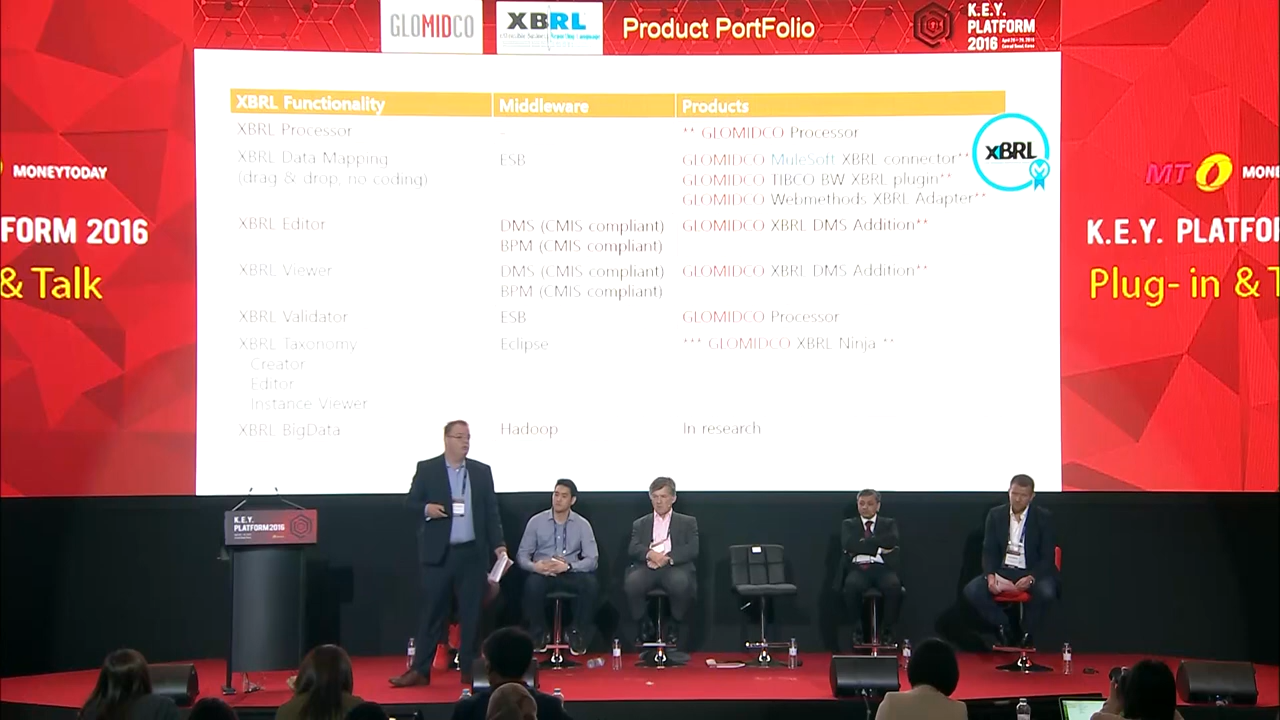 GLOMIDCO
XBRL
Product PortFolio
K.E.Y.
PLATFORM
2016
XBRL Functionality Middleware Products
XBRL Processor - ** GLOMIDCO Processor
XBRL Data Mapping ESB GLOMIDCO MuleSoft XBRL connector**
(drag & drop, no coding) GLOMIDCO TIBCO BW XBRL plugin**
GLOMIDCO Webmethods XBRL Adapter**
XBRL Editor DMS (CMIS compliant) GLOMIDCO XBRL DMS Addition**
BPM (CMIS compliant)
XBRL Viewer DMS (CMIS compliant) GLOMIDCO XBRL DMS Addition**
BPM (CMIS compliant)
XBRL Validator ESB GLOMIDCO Processor
XBRL Taxonomy Eclipse *** GLOMIDCO XBRL Ninja **
Creator
Editor
Instance Viewer
XBRL BigData Hadoop In research
XBRL
MONEYTODAY
FORM 2016
& Talk
MT MONE
K.E.Y. PLATFO
Plug- in & T
K.E.Y.
PLATFORM2016